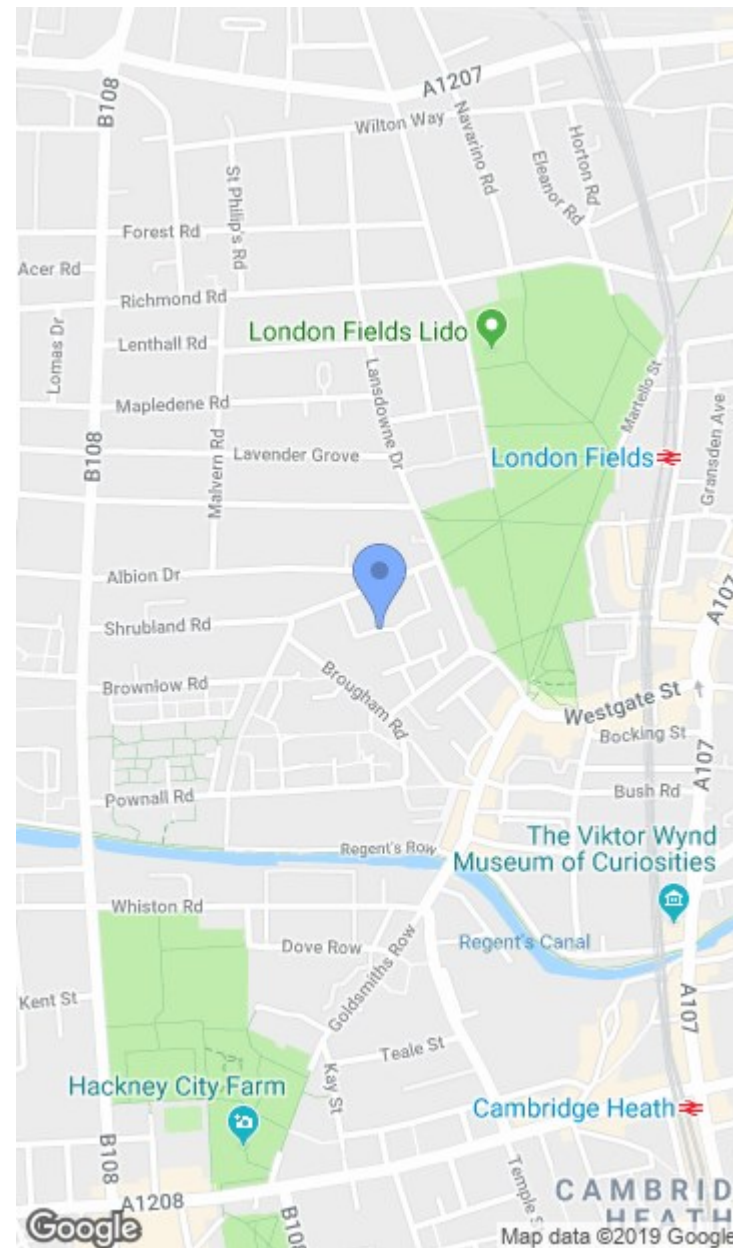 A1207
B108
Wilton Way
Navarino Rd
Horton Rd
Eleanor Rd
St Philip's Rd
Forest Rd
Acer Rd
Richmond Rd
London Fields Lido
Lomas Dr
Lenthall Rd
Lansdowne Dr
Martello St
Mapledene Rd
Gransden Ave
B108
Malvern Rd
Lavender Grove
London Fields
Albion Dr
A107
Shrubland Rd
Brownlow Rd
Brougham Rd
Westgate St
Bocking St
A107
Pownall Rd
Bush Rd
Regent's Row
The Viktor Wynd
Museum of Curiosities
Whiston Rd
Dove Row
Goldsmiths Row
Regent's Canal
Kent St
A107
Teale St
Kay St
Hackney City Farm
Cambridge Heath
B108
Temple S
A1208
CAMBRID
HEATH
B108
Google
Map data ©2019 Google